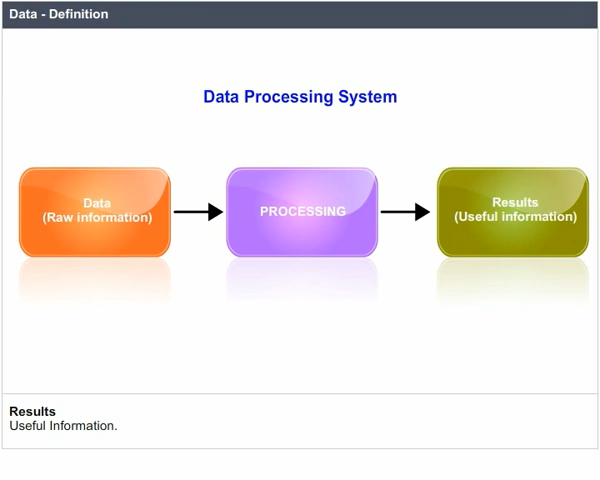 Data - Definition
Data Processing System
Data
(Raw information)
PROCESSING
Results
(Useful information)
Results
Useful Information.